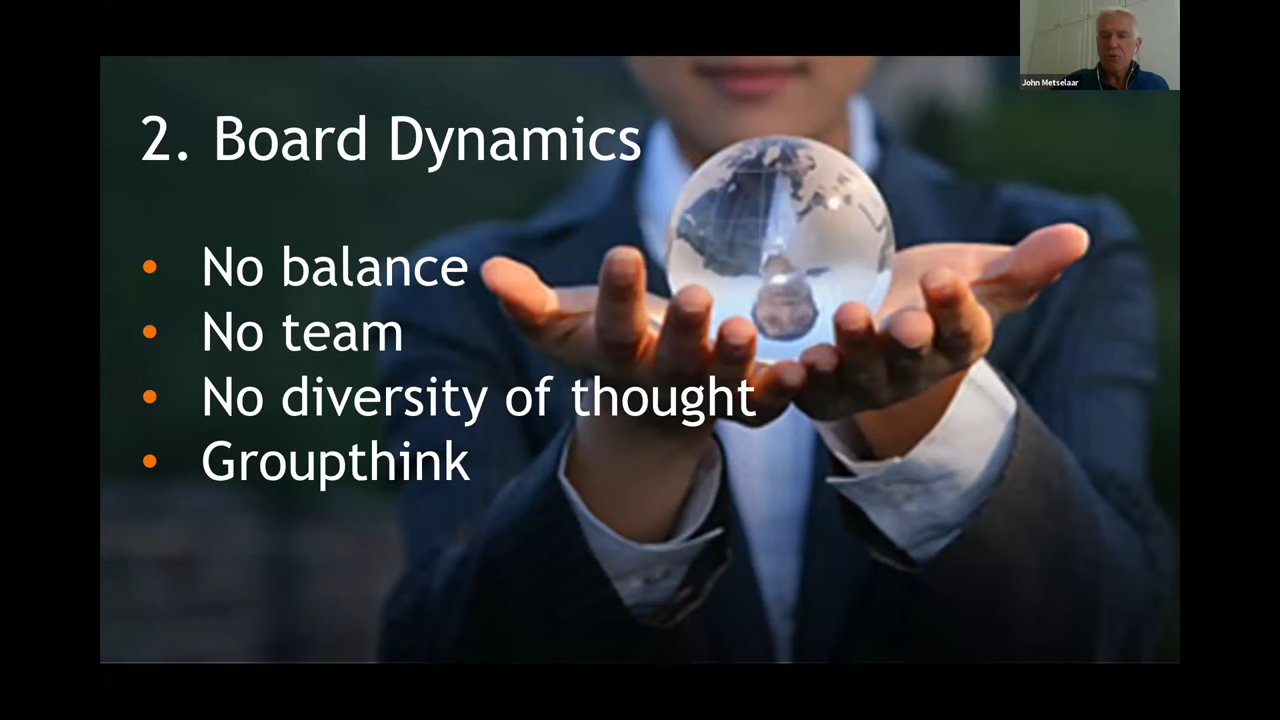 John Metselaar
2. Board Dynamics
• No balance
• No team
• No diversity of thought
• Groupthink